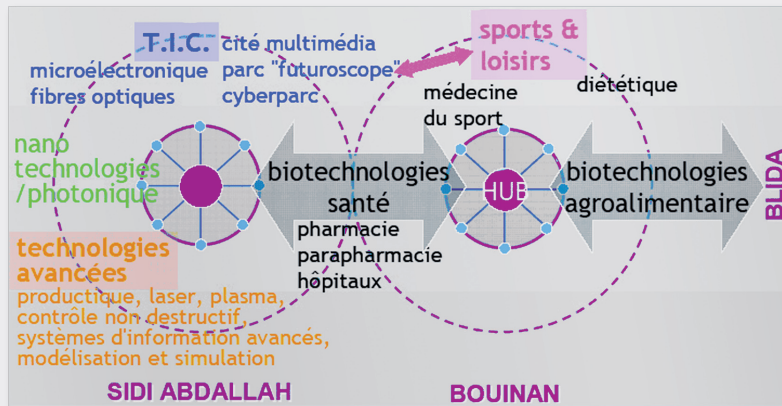 T.I.C.
cité multimédia
parc "futuroscope"
cyberparc
microélectronique
fibres optiques
sports &
loisirs
médecine
du sport
diététique
nano
technologies
/photonique
biotechnologies
santé
HUB
biotechnologies
agroalimentaire
BLIDA
pharmacie
parapharmacie
hôpitaux
technologies
avancées
productique, laser, plasma,
contrôle non destructif,
systèmes d'information avancés,
modélisation et simulation
SIDI ABDALLAH
BOUINAN